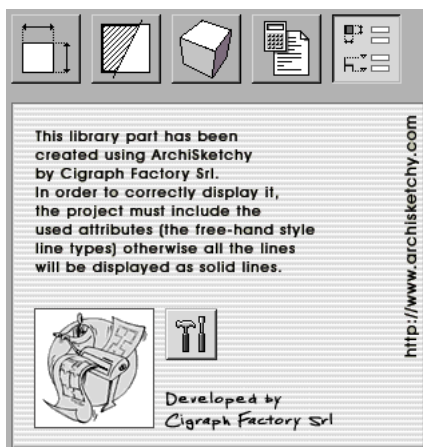 This library part has been
created using ArchiSketchy
by Cigraph Factory Srl.
In order to correctly display it,
the project must include the
used attributes (the free-hand style
line types) otherwise all the lines
will be displayed as solid lines.
http://www.archisketchy.com
Developed by
Cigraph Factory Srl